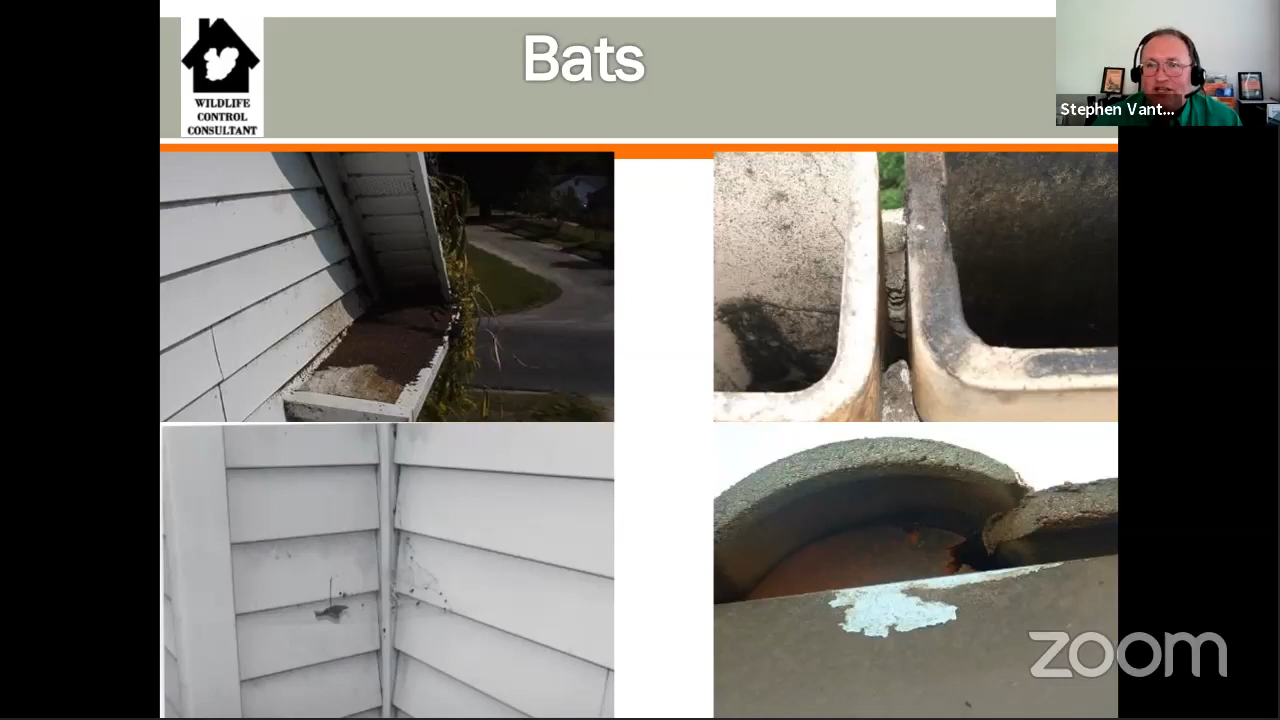 Bats
WILDLIFE
CONTROL
CONSULTANT
Stephen Vant...
zoom